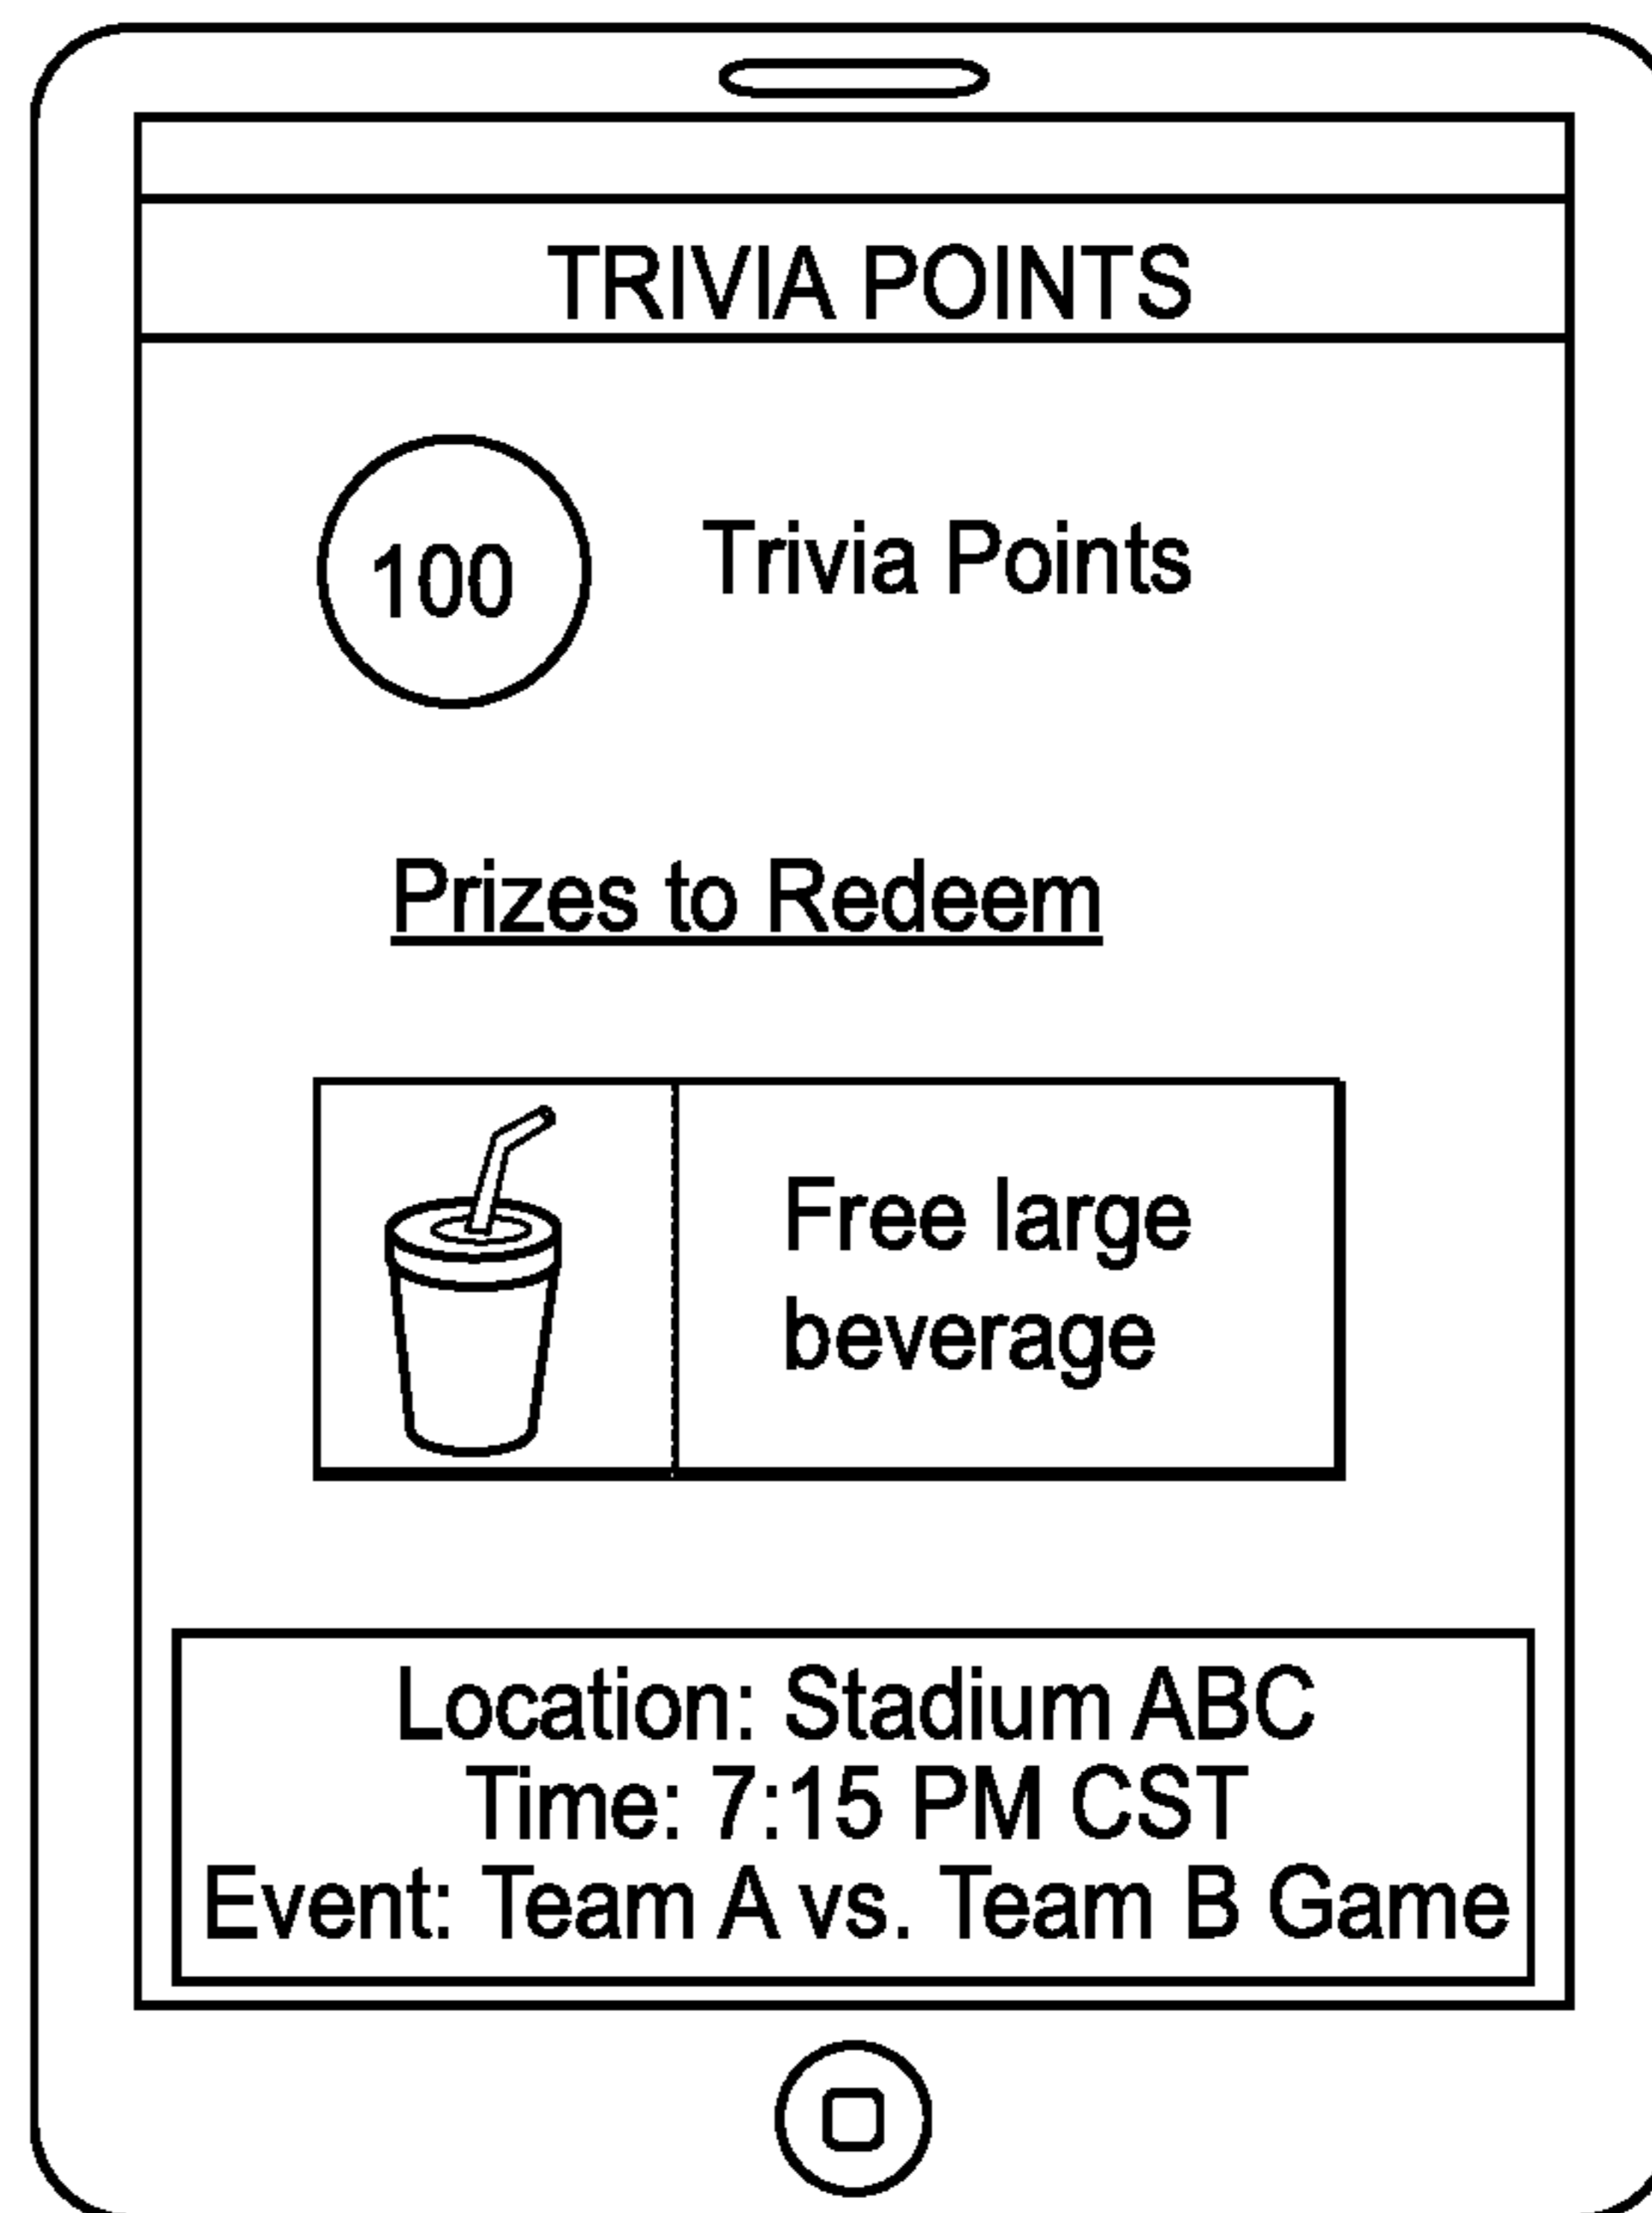 TRIVIA POINTS
100
Trivia Points
Prizes to Redeem
Free large
beverage
Location: Stadium ABC
Time: 7:15 PM CST
Event: Team A vs. Team B Game